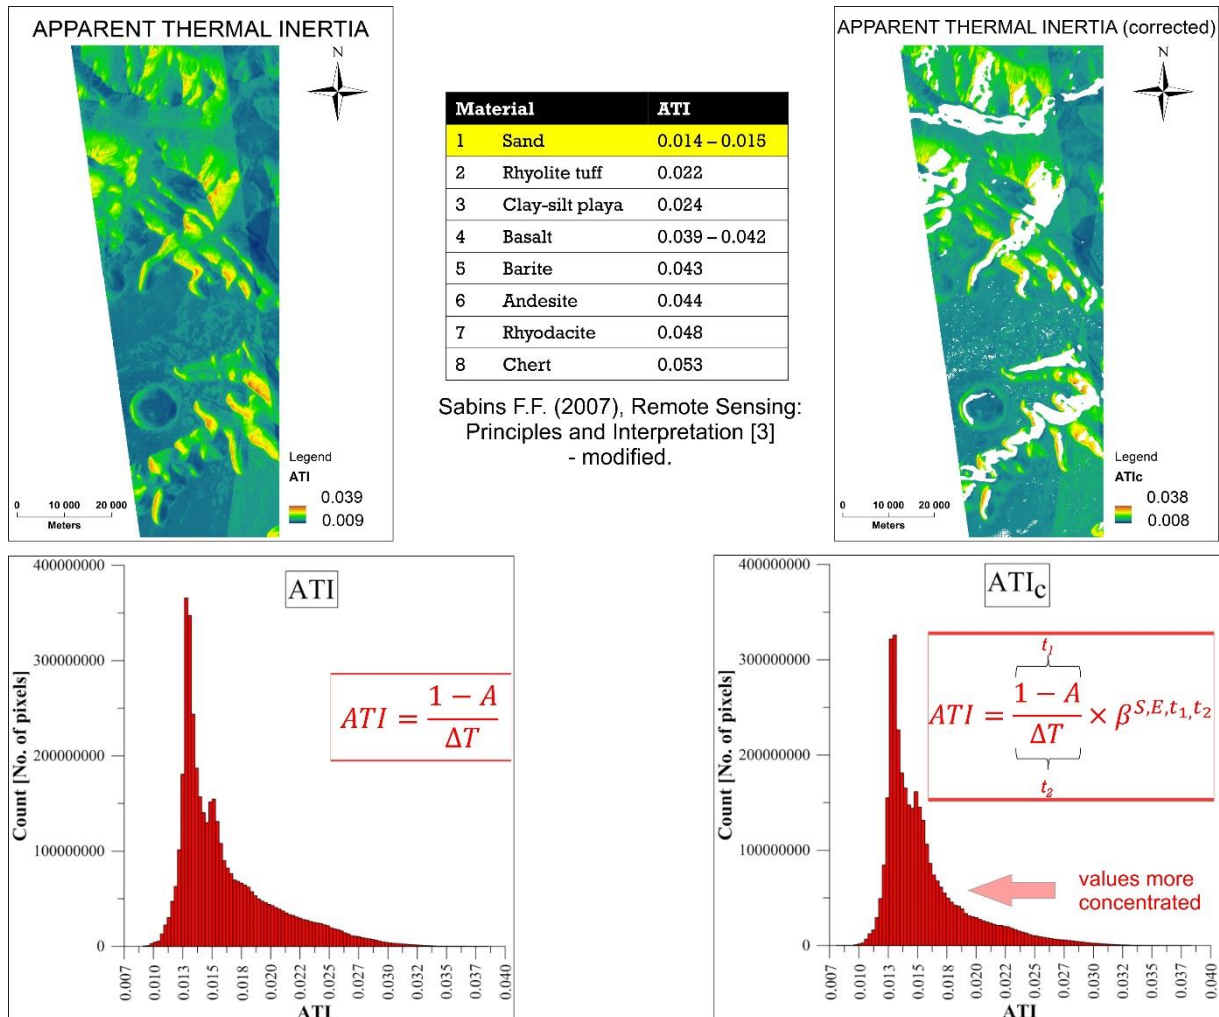 APPARENT THERMAL INERTIA
N
Legend
ATI
0.039
0.009
0 10 000 20 000
Meters
Material ATI
1 Sand 0.014 – 0.015
2 Rhyolite tuff 0.022
3 Clay-silt playa 0.024
4 Basalt 0.039 – 0.042
5 Barite 0.043
6 Andesite 0.044
7 Rhyodacite 0.048
8 Chert 0.053
Sabins F.F. (2007), Remote Sensing:
Principles and Interpretation [3]
- modified.
APPARENT THERMAL INERTIA (corrected)
N
Legend
ATIc
0.038
0.008
0 10 000 20 000
Meters
400000000
300000000
200000000
100000000
0
Count [No. of pixels]
ATI
ATI = (1 − A) / ΔT
0.007 0.010 0.013 0.015 0.018 0.020 0.022 0.025 0.027 0.030 0.032 0.035 0.037 0.040
ATI
400000000
300000000
200000000
100000000
0
Count [No. of pixels]
ATIc
t1
ATI = (1 − A) / ΔT × β^S,E,t1,t2
t2
values more
concentrated
0.007 0.010 0.013 0.015 0.018 0.020 0.022 0.025 0.027 0.030 0.032 0.035 0.037 0.040
ATI